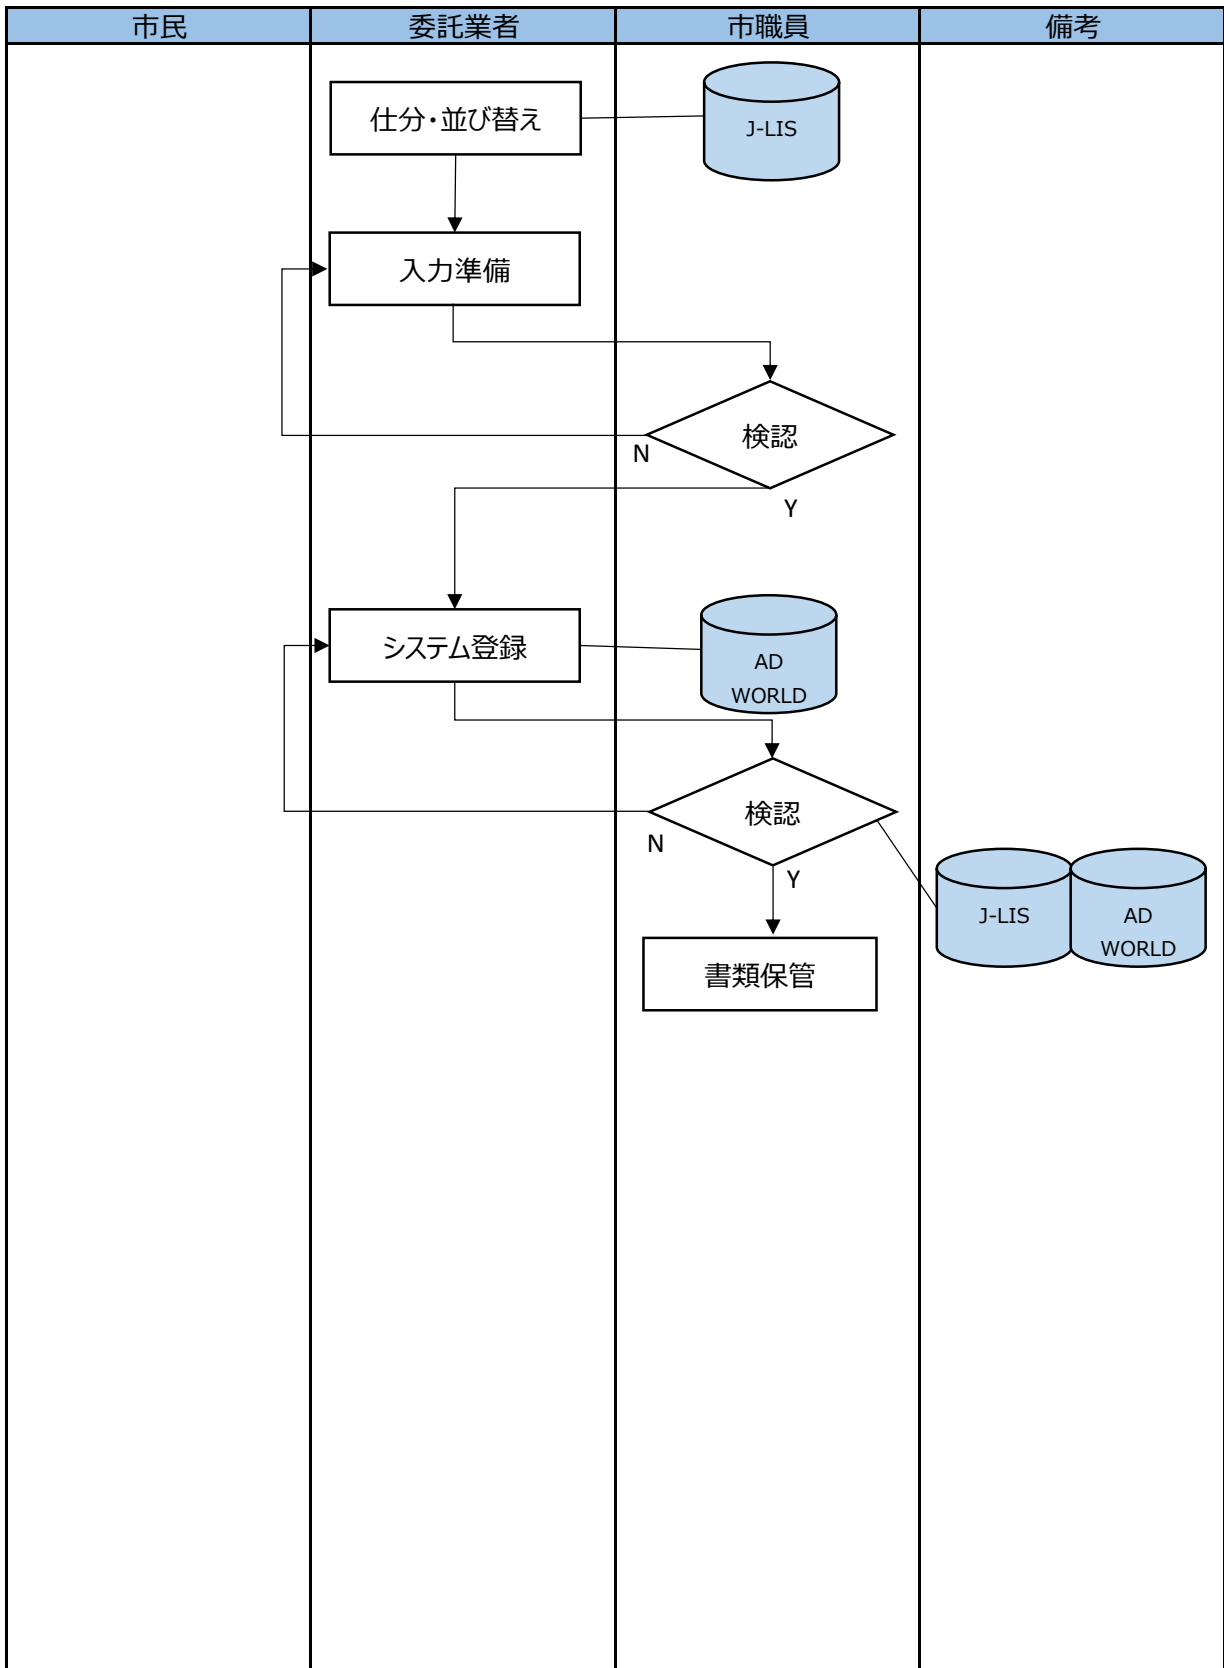 市民
委託業者
市職員
備考
仕分・並び替え
J-LIS
入力準備
検認
N
Y
システム登録
AD
WORLD
検認
N
Y
J-LIS
AD
WORLD
書類保管